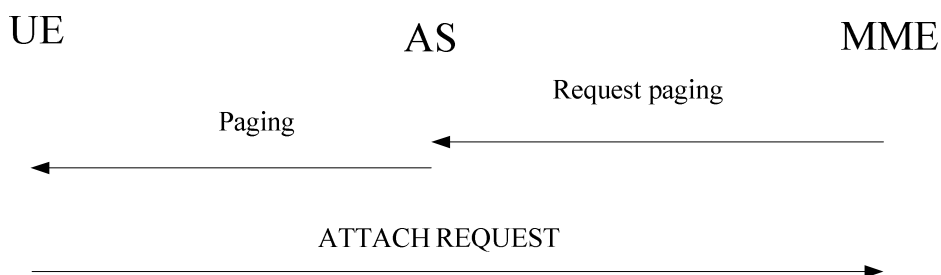 UE
AS
MME
Request paging
Paging
ATTACH REQUEST